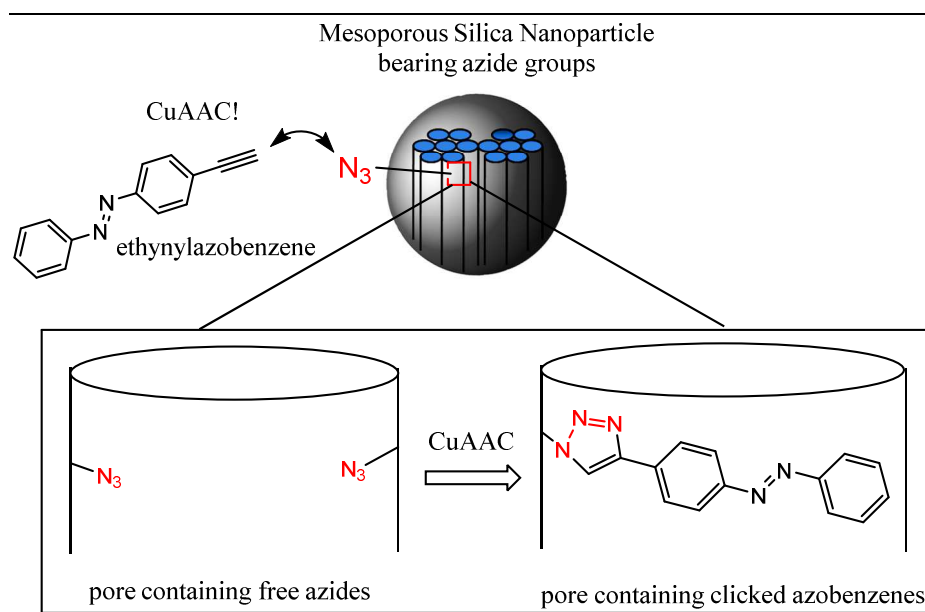 Mesoporous Silica Nanoparticle
bearing azide groups
CuAAC!
N3
N
N
ethynylazobenzene
N3
N3
CuAAC
N
N
N
N
N
pore containing free azides
pore containing clicked azobenzenes